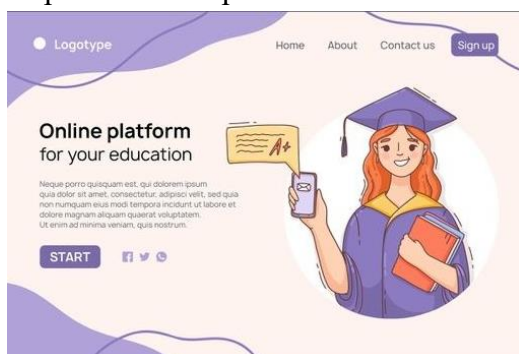 Logotype
Home About Contact us Sign up
Online platform
for your education
Neque porro quisquam est, qui dolorem ipsum
quia dolor sit amet, consectetur, adipisci velit, sed quia
non numquam eius modi tempora incidunt ut labore et
dolore magnam aliquam quaerat voluptatem.
Ut enim ad minima veniam, quis nostrum.
START
A+